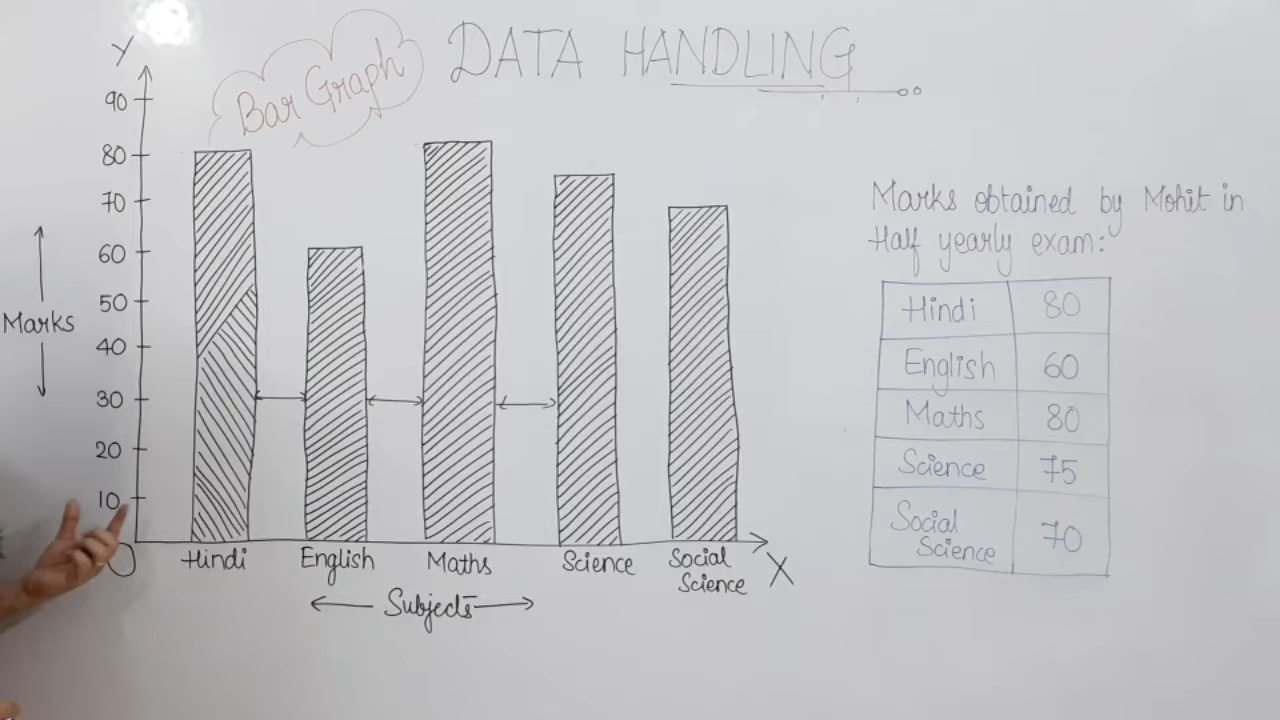 DATA HANDLING
Bar Graph
Y
90
80
70
60
50
40
30
20
10
O
Marks
Hindi English Maths Science Social Science
X
Subjects
Marks obtained by Mohit in
Half yearly exam:
Hindi 80
English 60
Maths 80
Science 75
Social Science 70